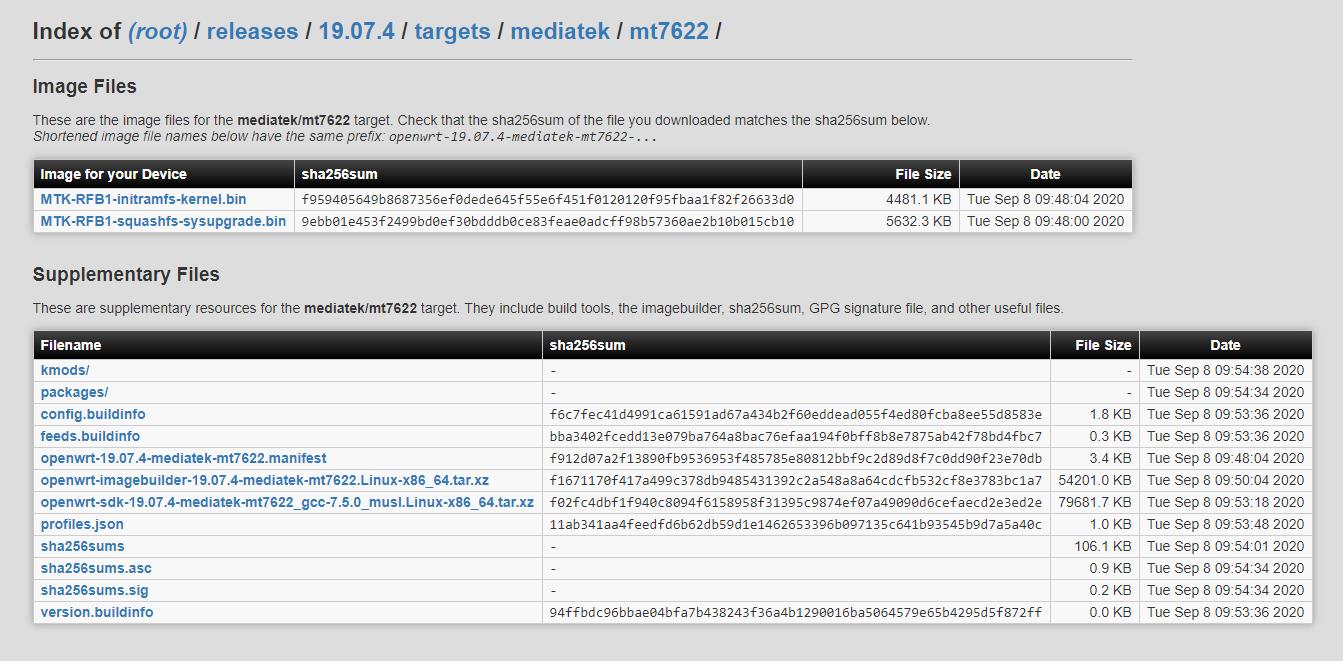 Index of (root) / releases / 19.07.4 / targets / mediatek / mt7622 /
Image Files
These are the image files for the mediatek/mt7622 target. Check that the sha256sum of the file you downloaded matches the sha256sum below.
Shortened image file names below have the same prefix: openwrt-19.07.4-mediatek-mt7622-...
Image for your Device sha256sum File Size Date
MTK-RFB1-initramfs-kernel.bin f959405649b8687356ef0dede645f55e6f451f0120120f95fbaa1f82f26633d0 4481.1 KB Tue Sep 8 09:48:04 2020
MTK-RFB1-squashfs-sysupgrade.bin 9ebb01e453f2499bd0ef30bdddb0ce83feae0adcff98b57360ae2b10b015cb10 5632.3 KB Tue Sep 8 09:48:00 2020
Supplementary Files
These are supplementary resources for the mediatek/mt7622 target. They include build tools, the imagebuilder, sha256sum, GPG signature file, and other useful files.
Filename sha256sum File Size Date
kmods/ - - Tue Sep 8 09:54:38 2020
packages/ - - Tue Sep 8 09:54:34 2020
config.buildinfo f6c7fec41d4991ca61591ad67a434b2f60eddead055f4ed80fcba8ee55d8583e 1.8 KB Tue Sep 8 09:53:36 2020
feeds.buildinfo bba3402fcedd13e079ba764a8bac76efaa194f0bff8b8e7875ab42f78bd4fbc7 0.3 KB Tue Sep 8 09:53:36 2020
openwrt-19.07.4-mediatek-mt7622.manifest f912d07a2f13890fb9536953f485785e80812bbf9c2d89d8f7c0dd90f23e70db 3.4 KB Tue Sep 8 09:48:04 2020
openwrt-imagebuilder-19.07.4-mediatek-mt7622.Linux-x86_64.tar.xz f1671170f417a499c378db9485431392c2a548a8a64cdcfb532cf8e3783bc1a7 54201.0 KB Tue Sep 8 09:50:04 2020
openwrt-sdk-19.07.4-mediatek-mt7622_gcc-7.5.0_musl.Linux-x86_64.tar.xz f02fc4dbf1f940c8094f6158958f31395c9874ef07a49090d6cefaecd2e3ed2e 79681.7 KB Tue Sep 8 09:53:18 2020
profiles.json 11ab341aa4feedfd6b62db59d1e1462653396b097135c641b93545b9d7a5a40c 1.0 KB Tue Sep 8 09:53:48 2020
sha256sums - 106.1 KB Tue Sep 8 09:54:01 2020
sha256sums.asc - 0.9 KB Tue Sep 8 09:54:34 2020
sha256sums.sig - 0.2 KB Tue Sep 8 09:54:34 2020
version.buildinfo 94ffbdc96bbae04bfa7b438243f36a4b1290016ba5064579e65b4295d5f872ff 0.0 KB Tue Sep 8 09:53:36 2020